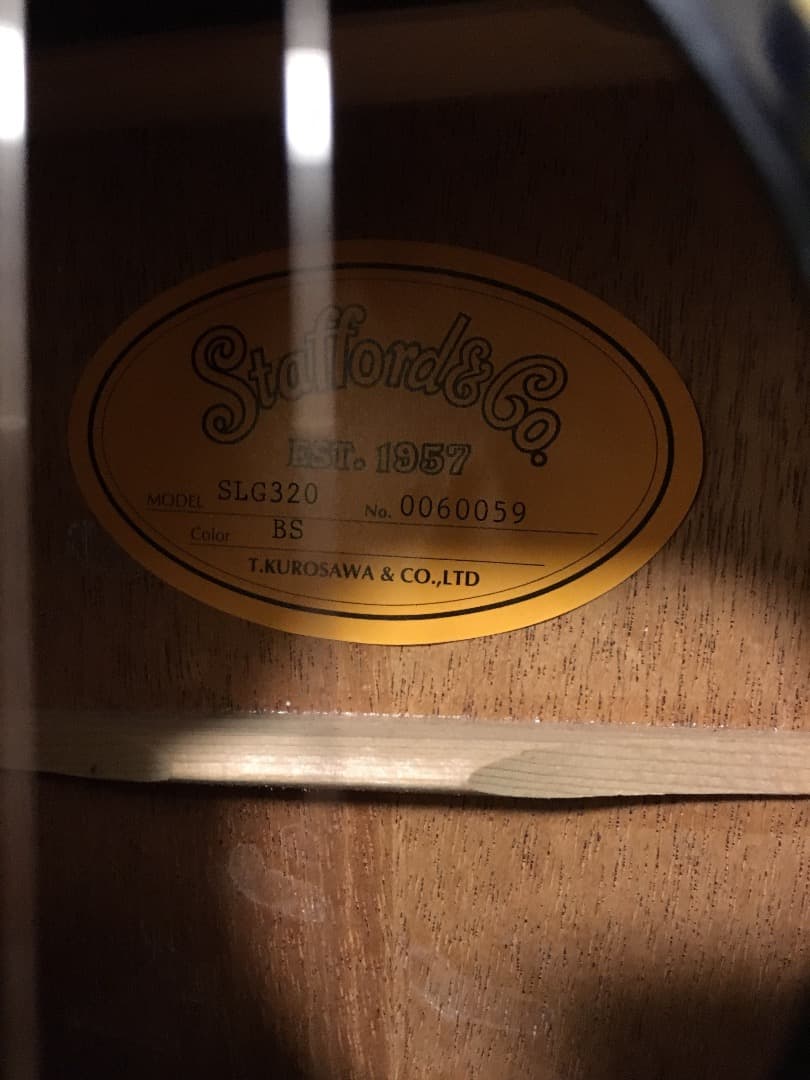 Stafford & Co.
EST. 1957
MODEL SLG320 No. 0060059
Color BS
T.KUROSAWA & CO.,LTD